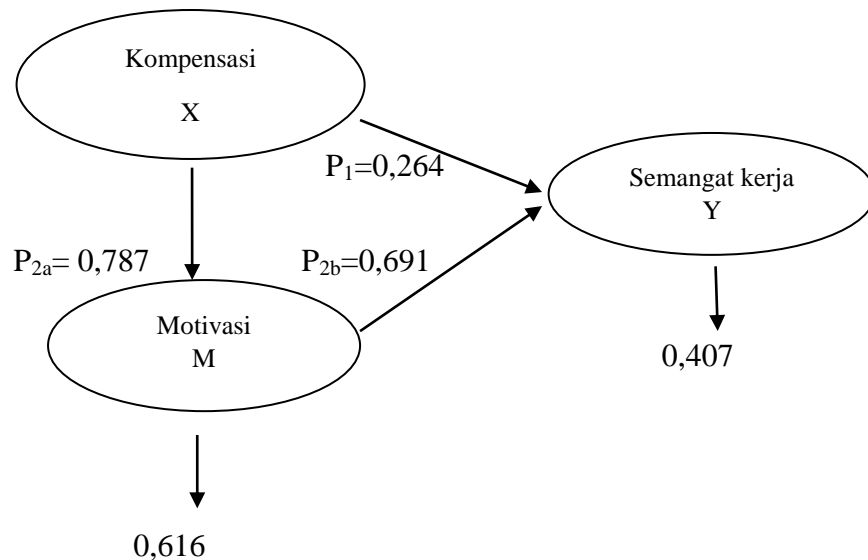 Kompensasi
X
P₁=0,264
Semangat kerja
Y
P₂ₐ= 0,787
P₂b=0,691
Motivasi
M
0,407
0,616